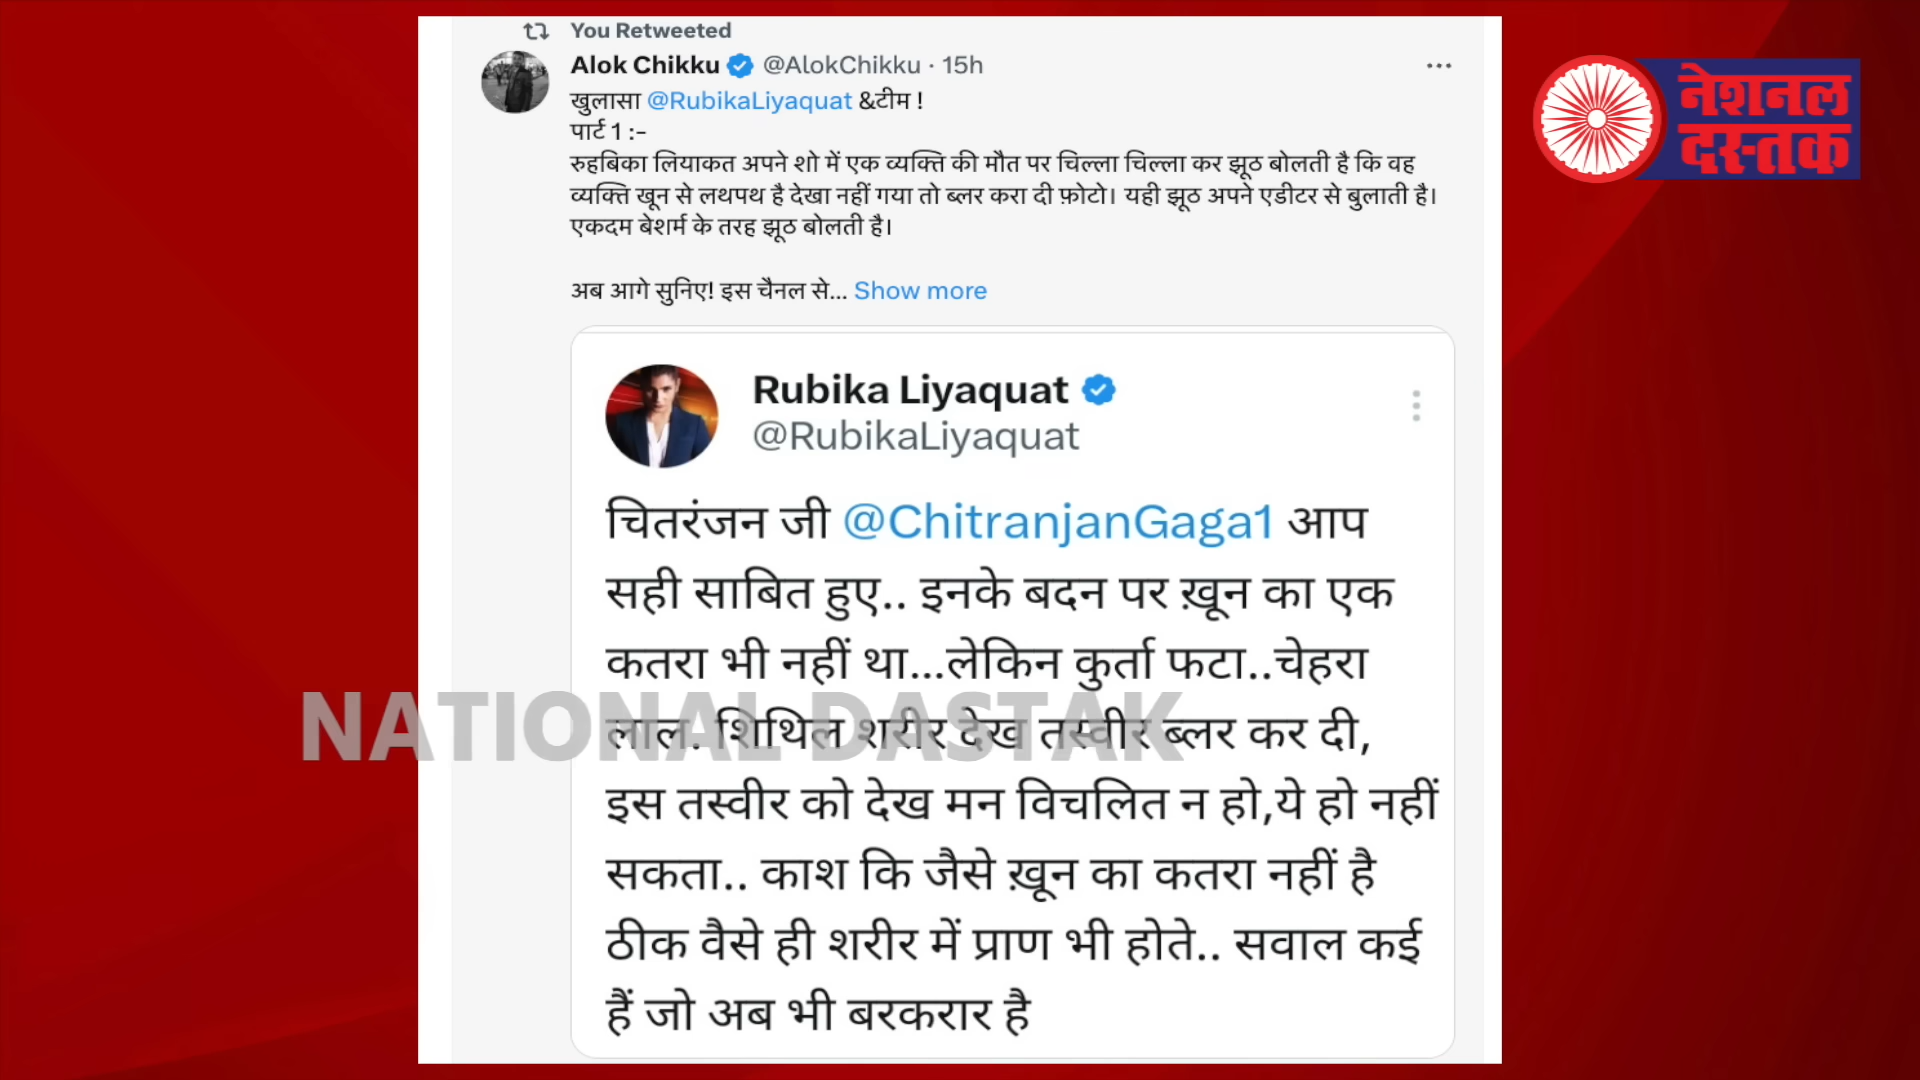 You Retweeted
Alok Chikku @AlokChikku · 15h
खुलासा @RubikaLiyaquat &टीम !
पार्ट 1 :-
रुहबिका लियाकत अपने शो में एक व्यक्ति की मौत पर चिल्ला चिल्ला कर झूठ बोलती है कि वह
व्यक्ति खून से लथपथ है देखा नहीं गया तो ब्लर करा दी फ़ोटो। यही झूठ अपने एडीटर से बुलाती है।
एकदम बेशर्म के तरह झूठ बोलती है।
अब आगे सुनिए! इस चैनल से... Show more
Rubika Liyaquat
@RubikaLiyaquat
चितरंजन जी @ChitranjanGaga1 आप
सही साबित हुए.. इनके बदन पर ख़ून का एक
कतरा भी नहीं था...लेकिन कुर्ता फटा..चेहरा
लाल. शिथिल शरीर देख तस्वीर ब्लर कर दी,
इस तस्वीर को देख मन विचलित न हो,ये हो नहीं
सकता.. काश कि जैसे ख़ून का कतरा नहीं है
ठीक वैसे ही शरीर में प्राण भी होते.. सवाल कई
हैं जो अब भी बरकरार है
NATIONAL DASTAK
नेशनल
दस्तक